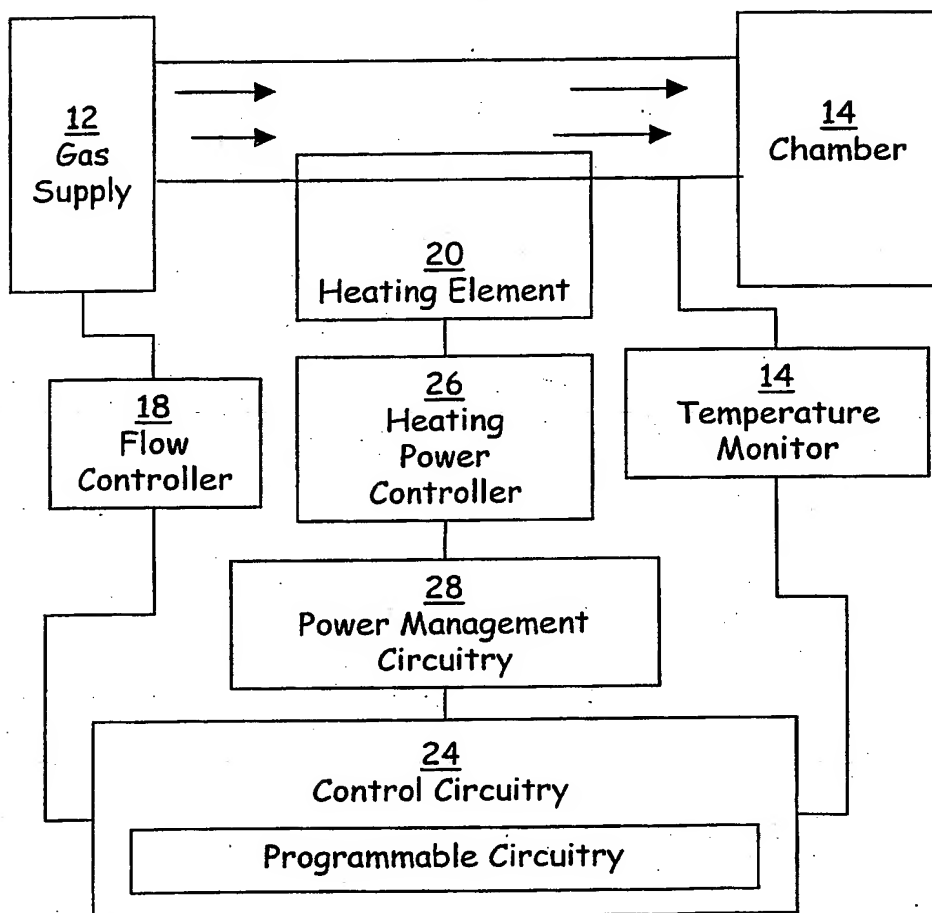 12
Gas
Supply
14
Chamber
20
Heating Element
18
Flow
Controller
26
Heating
Power
Controller
14
Temperature
Monitor
28
Power Management
Circuitry
24
Control Circuitry
Programmable Circuitry